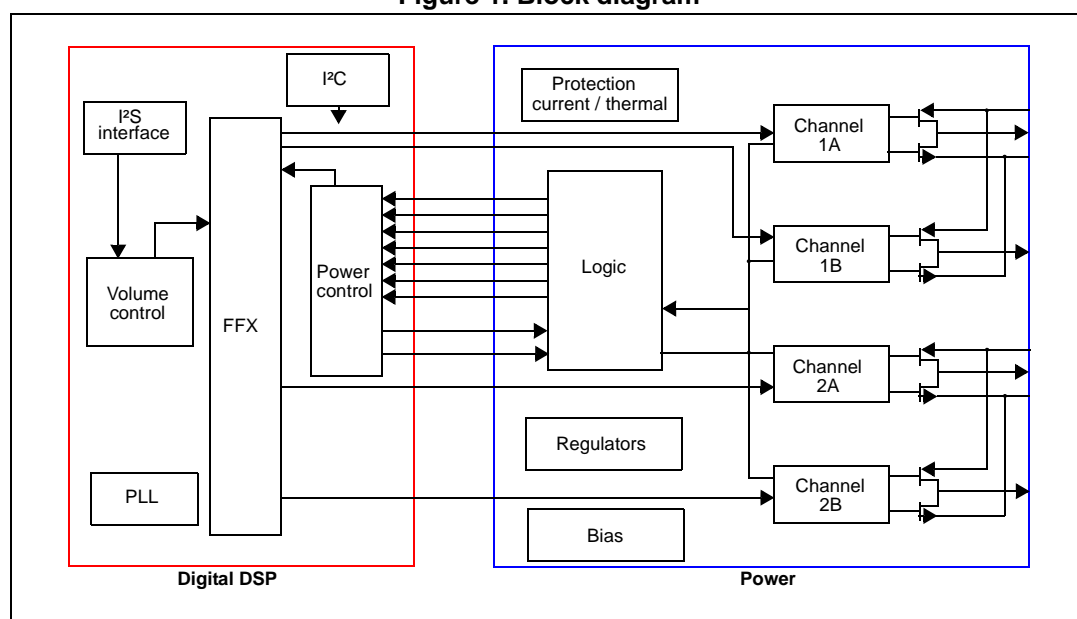 Figure 1. Block diagram
I²C
I²S
interface
Volume
control
FFX
Power
control
PLL
Digital DSP
Protection
current / thermal
Logic
Regulators
Bias
Channel
1A
Channel
1B
Channel
2A
Channel
2B
Power